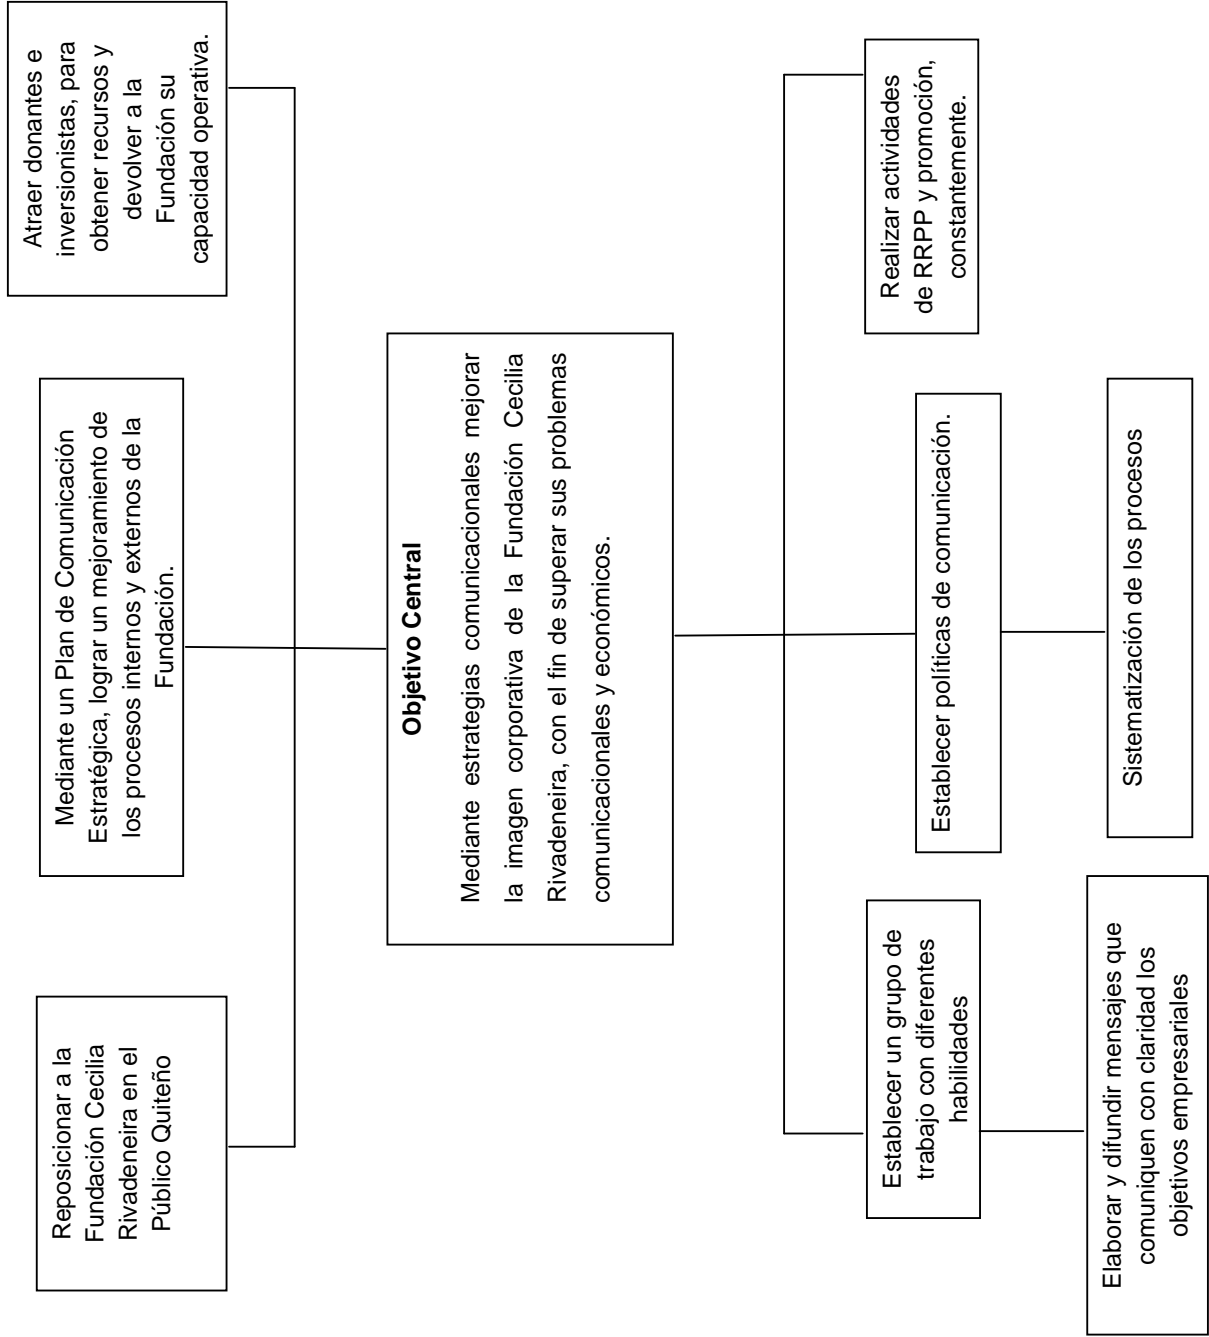 Reposicionar a la
Fundación Cecilia
Rivadeneira en el
Público Quiteño
Mediante un Plan de Comunicación
Estratégica, lograr un mejoramiento de
los procesos internos y externos de la
Fundación.
Atraer donantes e
inversionistas, para
obtener recursos y
devolver a la
Fundación su
capacidad operativa.
Objetivo Central
Mediante estrategias comunicacionales mejorar
la imagen corporativa de la Fundación Cecilia
Rivadeneira, con el fin de superar sus problemas
comunicacionales y económicos.
Establecer un grupo de
trabajo con diferentes
habilidades
Establecer políticas de comunicación.
Realizar actividades
de RRPP y promoción,
constantemente.
Elaborar y difundir mensajes que
comuniquen con claridad los
objetivos empresariales
Sistematización de los procesos